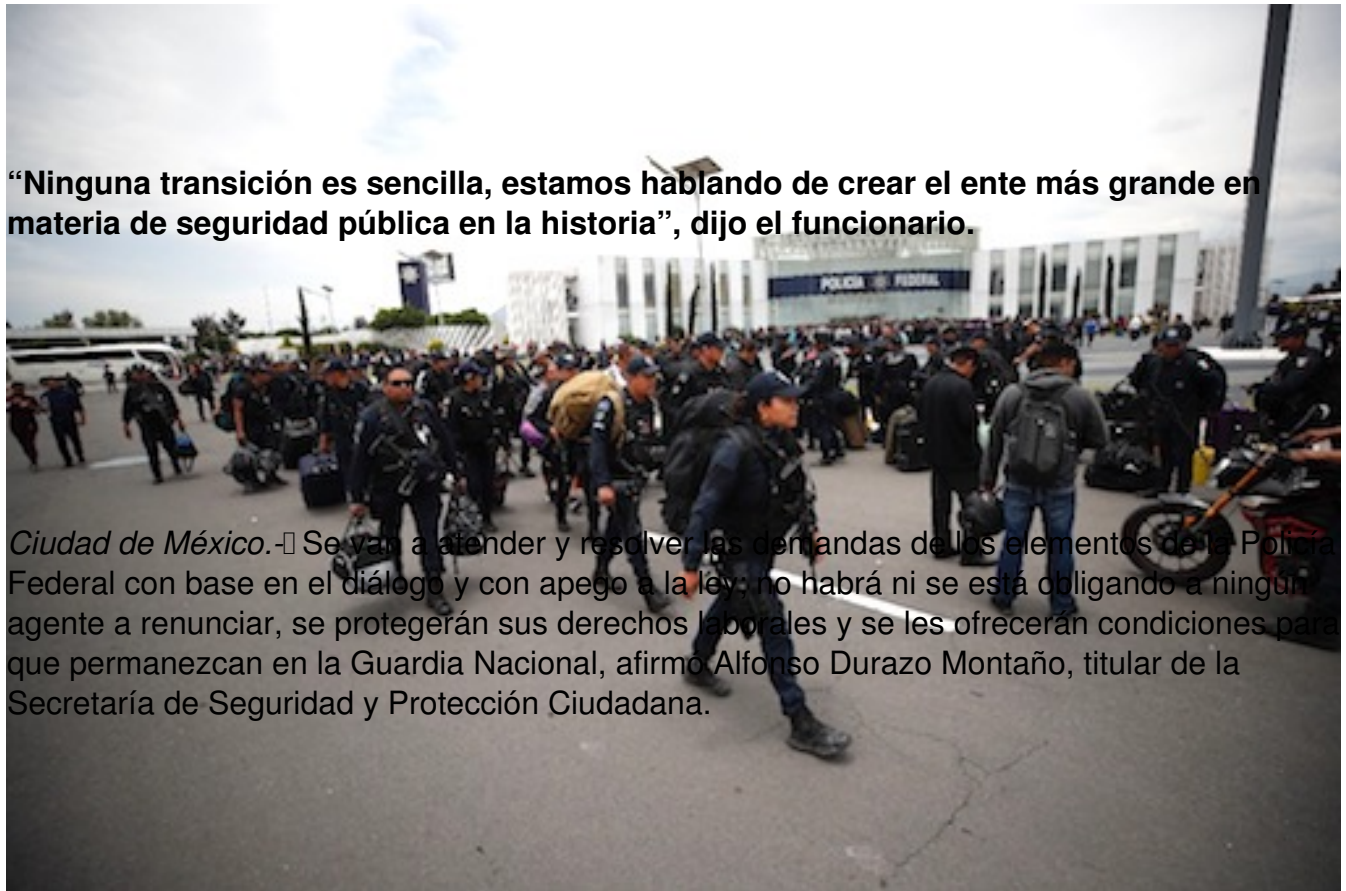 “Ninguna transición es sencilla, estamos hablando de crear el ente más grande en
materia de seguridad pública en la historia”, dijo el funcionario.
POLICÍA FEDERAL
Ciudad de México.- Se van a atender y resolver las demandas de los elementos de la Policía
Federal con base en el diálogo y con apego a la ley; no habrá ni se está obligando a ningún
agente a renunciar, se protegerán sus derechos laborales y se les ofrecerán condiciones para
que permanezcan en la Guardia Nacional, afirmó Alfonso Durazo Montaño, titular de la
Secretaría de Seguridad y Protección Ciudadana.